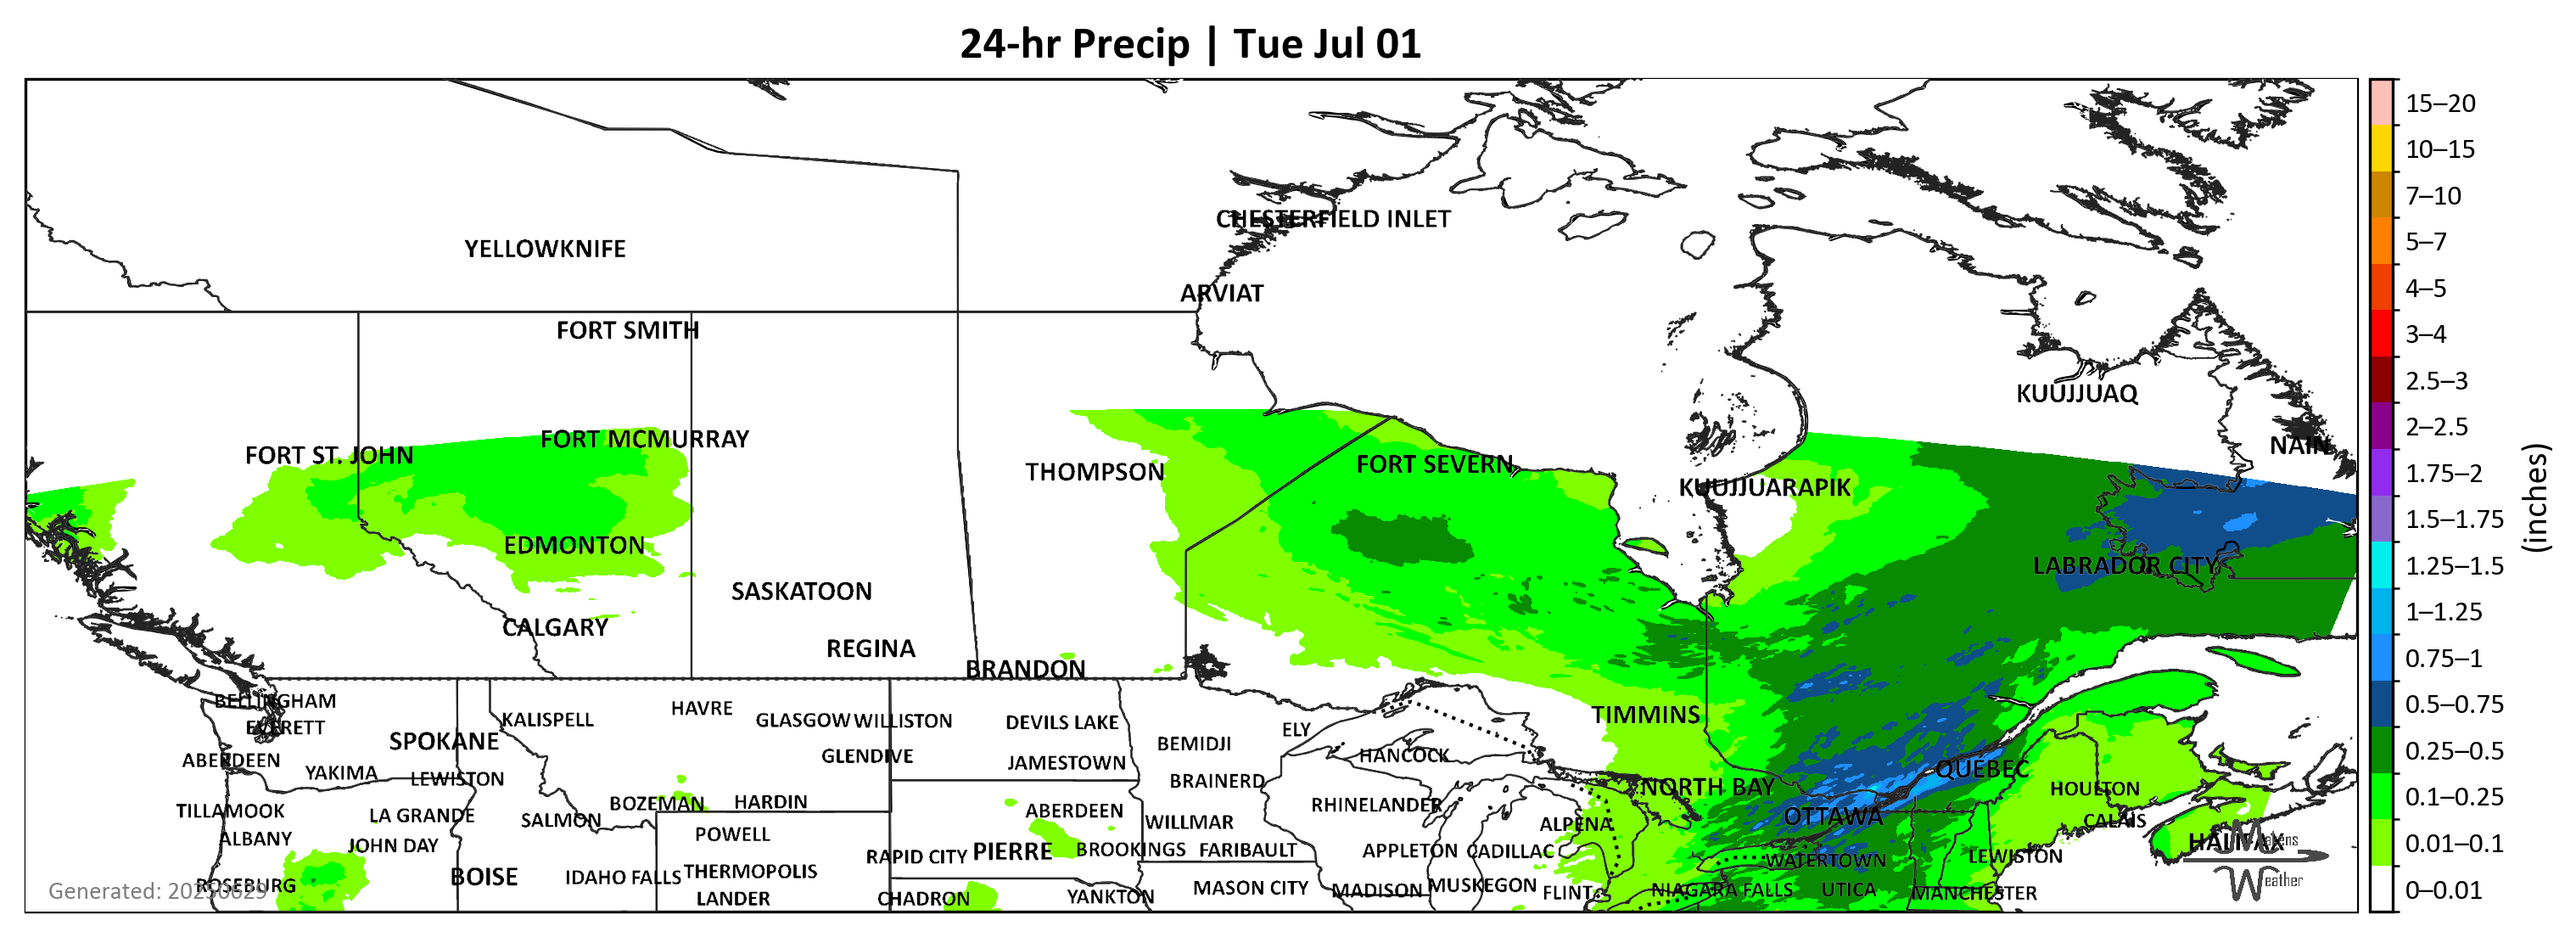 24-hr Precip | Tue Jul 01
CHESTERFIELD INLET
YELLOWKNIFE
ARVIAT
FORT SMITH
KUUJJUAQ
FORT MCMURRAY
NAIN
FORT ST. JOHN
FORT SEVERN
THOMPSON
KUUJJUARAPIK
EDMONTON
LABRADOR CITY
SASKATOON
CALGARY
REGINA
BRANDON
BELLINGHAM
HAVRE
TIMMINS
KALISPELL
GLASGOW WILLISTON
DEVILS LAKE
EVERETT
ELY
SPOKANE
BEMIDJI
GLENDIVE
HANCOCK
ABERDEEN
JAMESTOWN
QUÉBEC
YAKIMA
LEWISTON
BRAINERD
NORTH BAY
HOULTON
BOZEMAN
HARDIN
RHINELANDER
TILLAMOOK
LA GRANDE
SALMON
ABERDEEN
WILLMAR
ALPENA
OTTAWA
CALAIS
ALBANY
POWELL
HALIFAX
JOHN DAY
RAPID CITY
PIERRE
BROOKINGS
FARIBAULT
APPLETON
CADILLAC
WATERTOWN
LEWISTON
BOISE
IDAHO FALLS
THERMOPOLIS
ROSEBURG
MASON CITY
MADISON
MUSKEGON
FLINT
NIAGARA FALLS
UTICA
MANCHESTER
LANDER
CHADRON
YANKTON
Generated: 20250629
Weather
15–20
10–15
7–10
5–7
4–5
3–4
2.5–3
2–2.5
1.75–2
1.5–1.75
1.25–1.5
1–1.25
0.75–1
0.5–0.75
0.25–0.5
0.1–0.25
0.01–0.1
0–0.01
(inches)